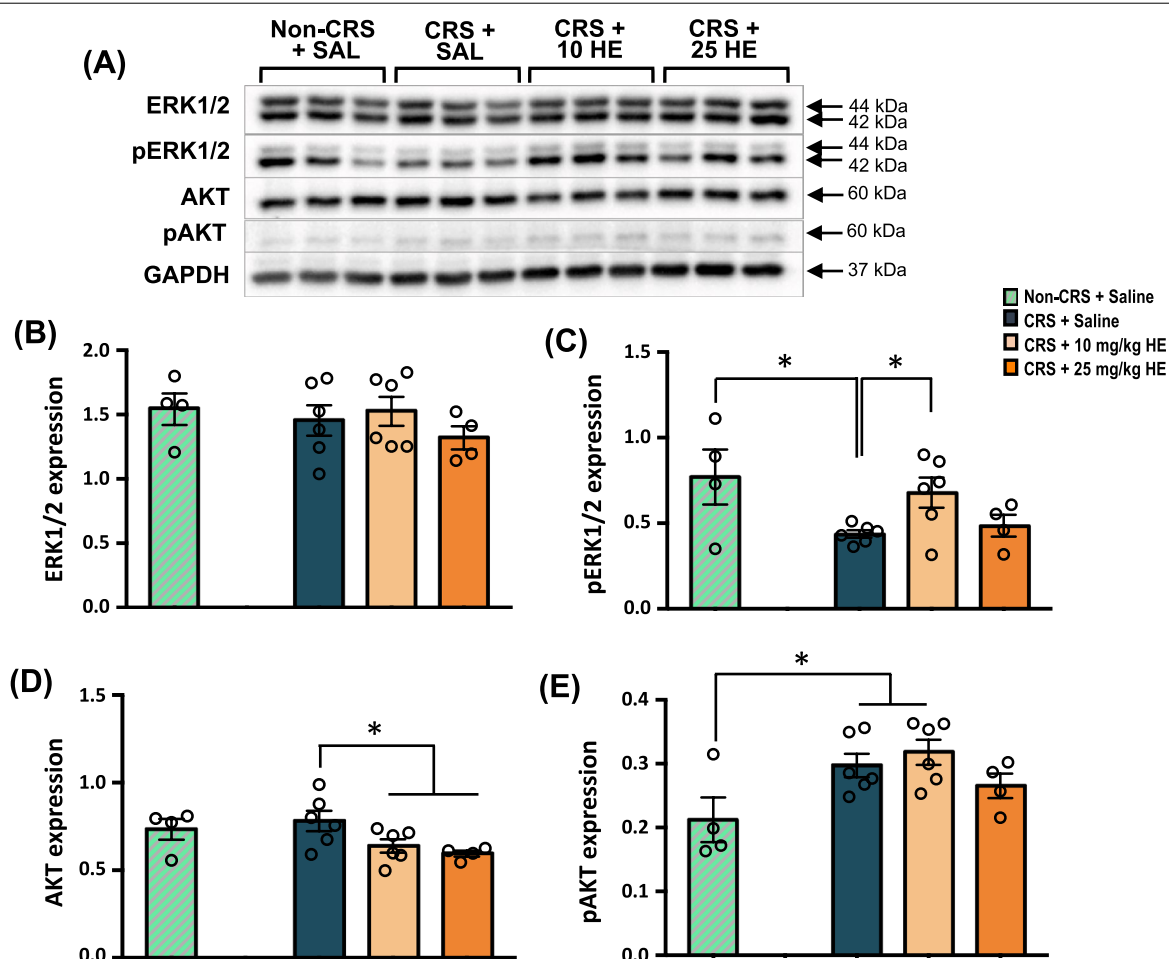 (A)
Non-CRS
+ SAL
CRS +
SAL
CRS +
10 HE
CRS +
25 HE
ERK1/2
44 kDa
42 kDa
pERK1/2
44 kDa
42 kDa
AKT
60 kDa
pAKT
60 kDa
GAPDH
37 kDa
Non-CRS + Saline
CRS + Saline
CRS + 10 mg/kg HE
CRS + 25 mg/kg HE
(B)
ERK1/2 expression
2.0
1.5
1.0
0.5
0.0
(C)
pERK1/2 expression
1.5
1.0
0.5
0.0
*
*
(D)
AKT expression
1.5
1.0
0.5
0.0
*
(E)
pAKT expression
0.4
0.3
0.2
0.1
0.0
*